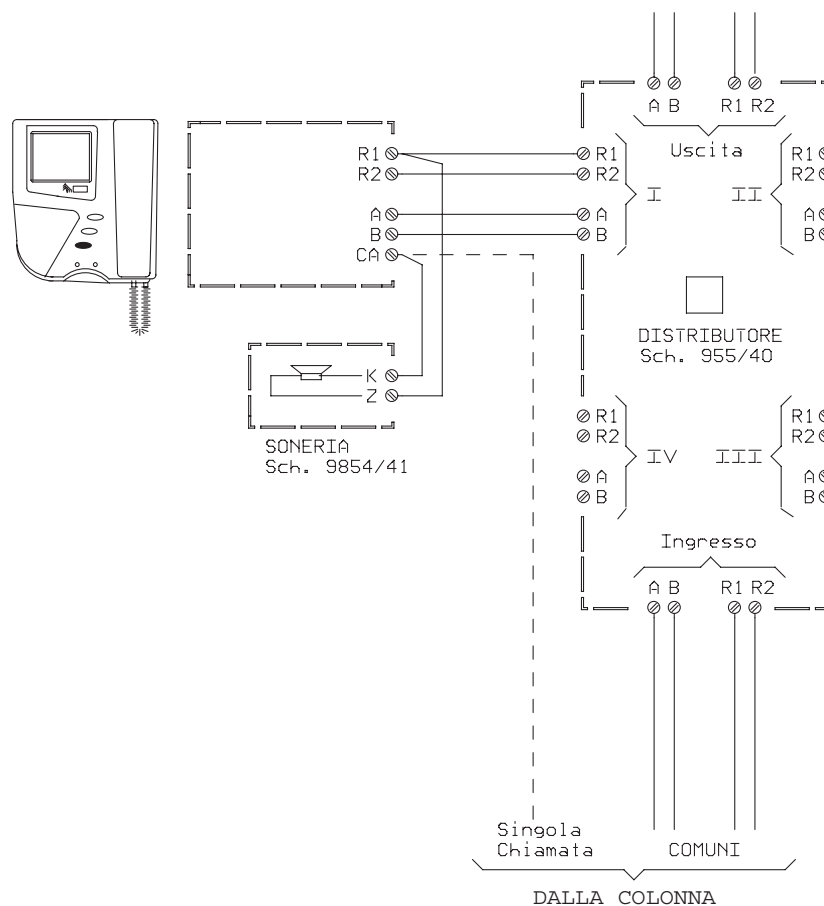 A B R1 R2
Uscita
R1
R2
A
B
CA
R1
R2
A
B
I
II
R1
R2
A
B
DISTRIBUTORE
Sch. 955/40
K
Z
SONERIA
Sch. 9854/41
R1
R2
A
B
IV
III
R1
R2
A
B
Ingresso
A B R1 R2
Singola
Chiamata
COMUNI
DALLA COLONNA